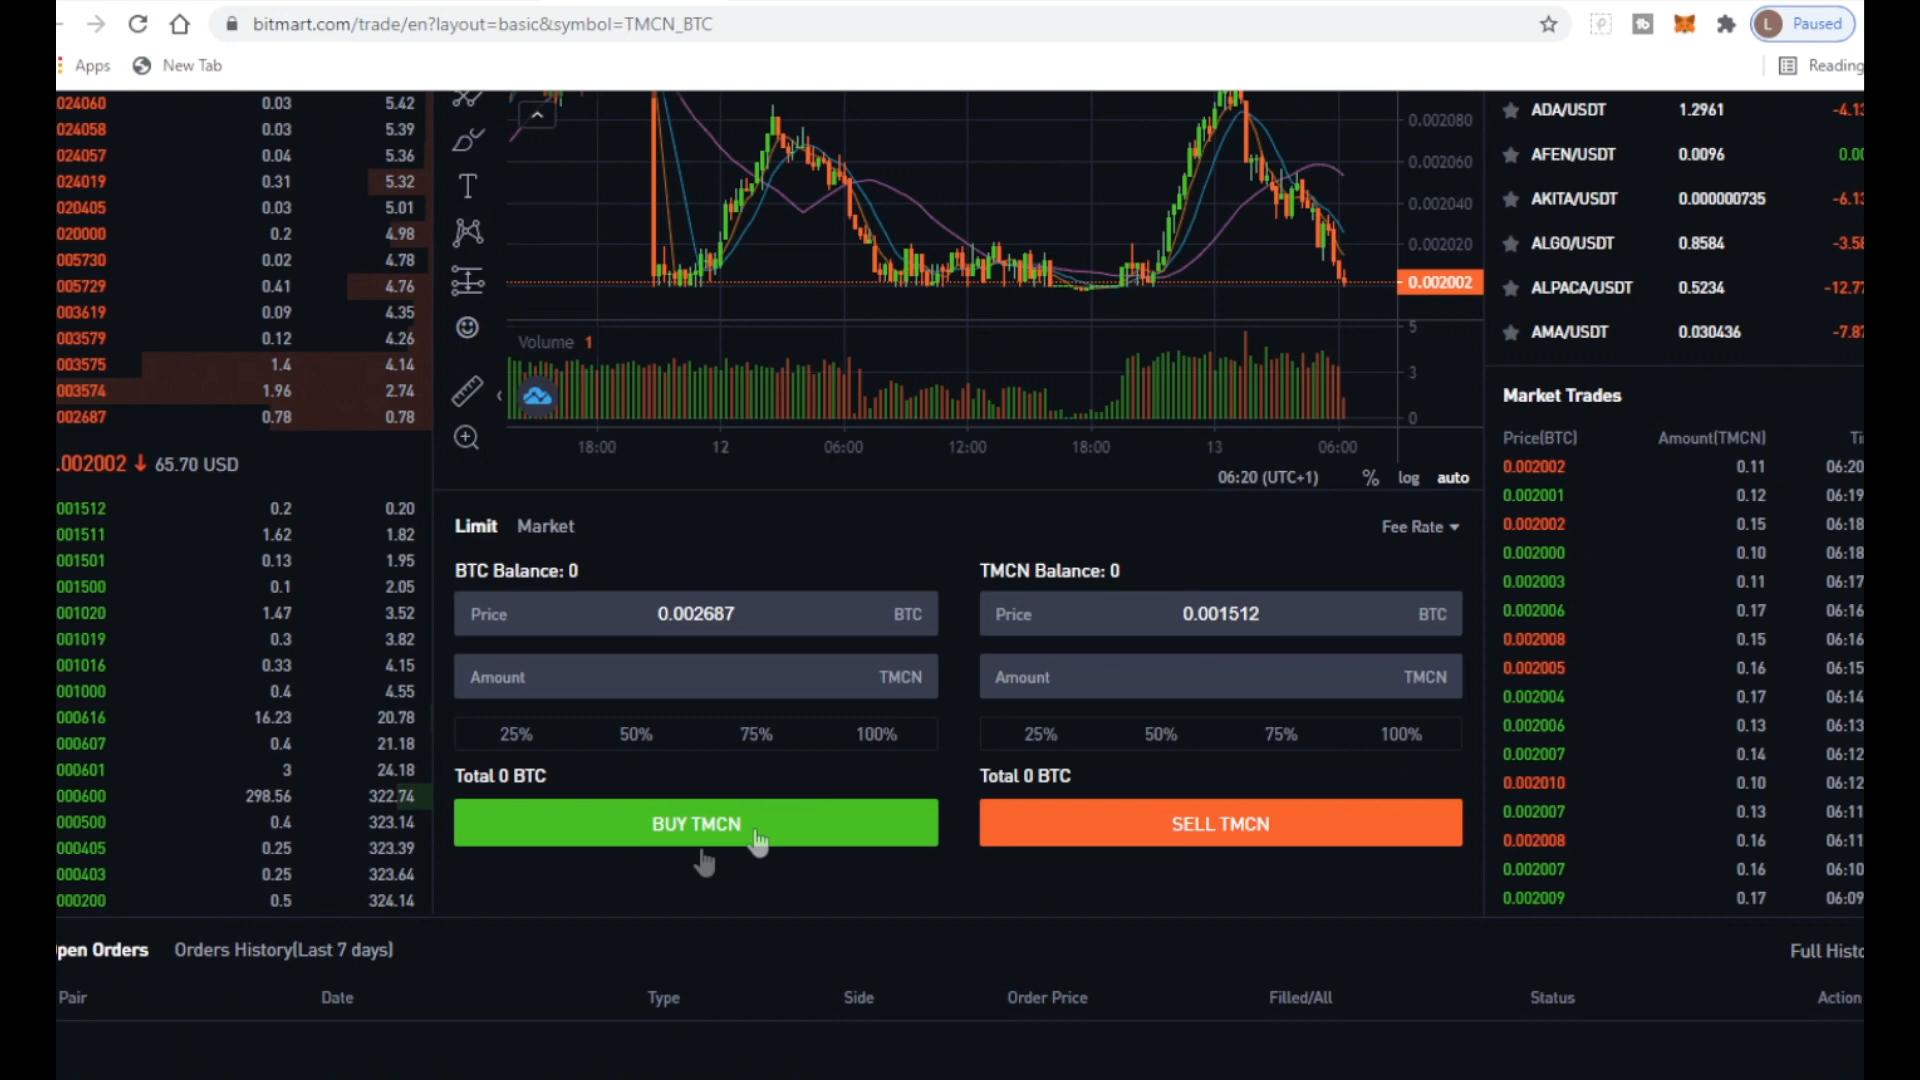 bitmart.com/trade/en?layout=basic&symbol=TMCN_BTC
L Paused
Apps New Tab
Reading
024060 0.03 5.42
024058 0.03 5.39
024057 0.04 5.36
024019 0.31 5.32
020405 0.03 5.01
020000 0.2 4.98
005730 0.02 4.78
005729 0.41 4.76
003619 0.09 4.35
003579 0.12 4.26
003575 1.4 4.14
003574 1.96 2.74
002687 0.78 0.78
.002002 ↓ 65.70 USD
001512 0.2 0.20
001511 1.62 1.82
001501 0.13 1.95
001500 0.1 2.05
001020 1.47 3.52
001019 0.3 3.82
001016 0.33 4.15
001000 0.4 4.55
000616 16.23 20.78
000607 0.4 21.18
000601 3 24.18
000600 298.56 322.74
000500 0.4 323.14
000405 0.25 323.39
000403 0.25 323.64
000200 0.5 324.14
0.002080
0.002060
0.002040
0.002020
0.002002
Volume 1
5
3
0
18:00 12 06:00 12:00 18:00 13 06:00
06:20 (UTC+1) % log auto
Limit Market Fee Rate
BTC Balance: 0
Price 0.002687 BTC
Amount TMCN
25% 50% 75% 100%
Total 0 BTC
BUY TMCN
TMCN Balance: 0
Price 0.001512 BTC
Amount TMCN
25% 50% 75% 100%
Total 0 BTC
SELL TMCN
ADA/USDT 1.2961 -4.13
AFEN/USDT 0.0096 0.00
AKITA/USDT 0.000000735 -6.13
ALGO/USDT 0.8584 -3.58
ALPACA/USDT 0.5234 -12.77
AMA/USDT 0.030436 -7.87
Market Trades
Price(BTC) Amount(TMCN) Ti
0.002002 0.11 06:20
0.002001 0.12 06:19
0.002002 0.15 06:18
0.002000 0.10 06:18
0.002003 0.11 06:17
0.002006 0.17 06:16
0.002008 0.15 06:16
0.002005 0.16 06:15
0.002004 0.17 06:14
0.002006 0.13 06:13
0.002007 0.14 06:12
0.002010 0.10 06:12
0.002007 0.13 06:11
0.002008 0.16 06:11
0.002007 0.16 06:10
0.002009 0.17 06:09
pen Orders Orders History(Last 7 days) Full Histo
Pair Date Type Side Order Price Filled/All Status Action